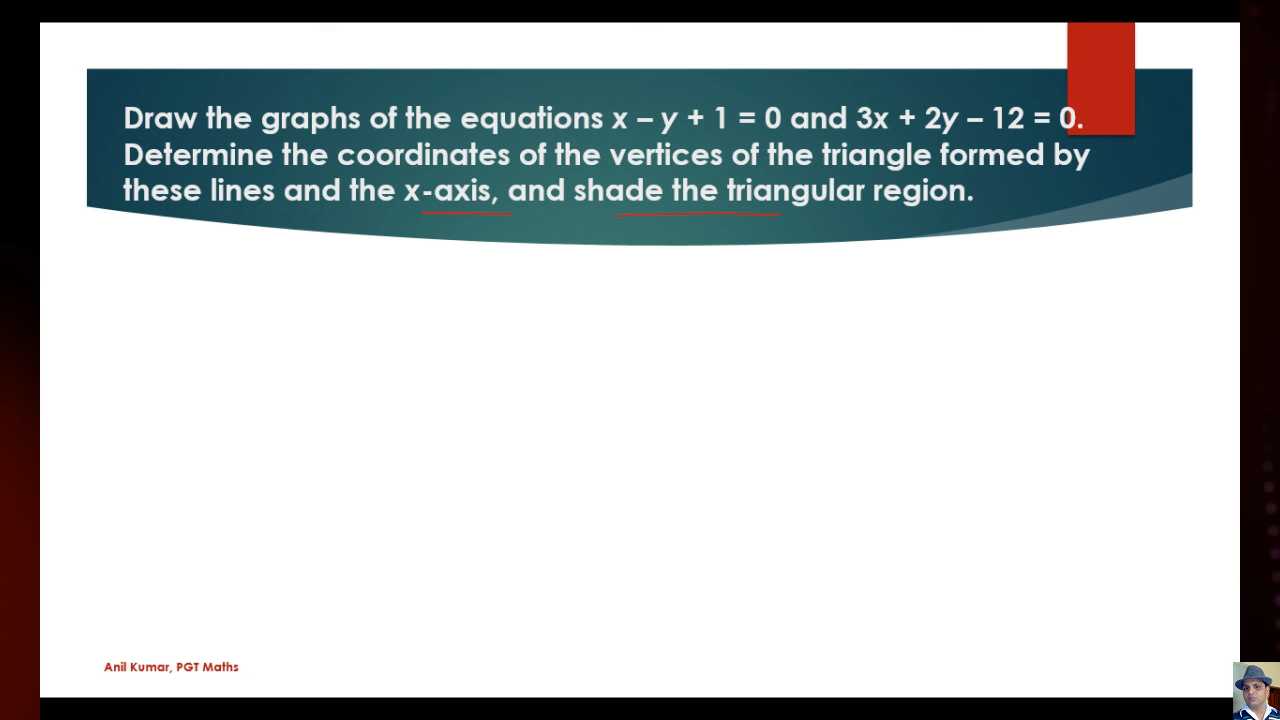 Draw the graphs of the equations x – y + 1 = 0 and 3x + 2y – 12 = 0.
Determine the coordinates of the vertices of the triangle formed by
these lines and the x-axis, and shade the triangular region.
Anil Kumar, PGT Maths